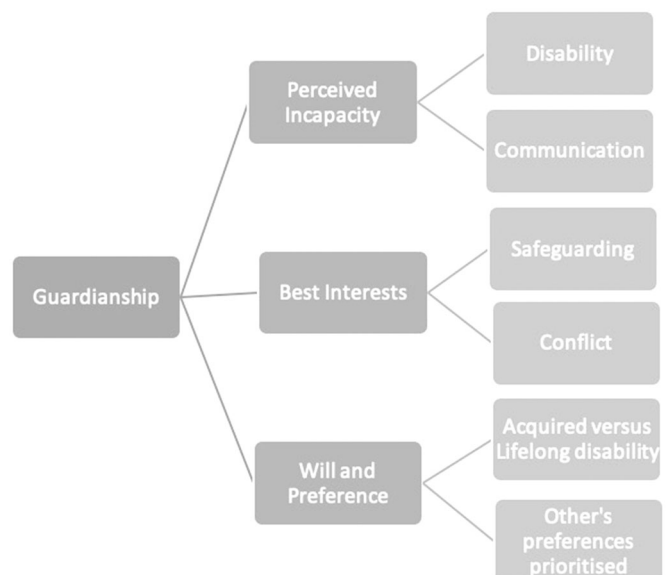 Guardianship
Perceived
Incapacity
Disability
Communication
Best Interests
Safeguarding
Conflict
Will and
Preference
Acquired versus
Lifelong disability
Other's
preferences
prioritised